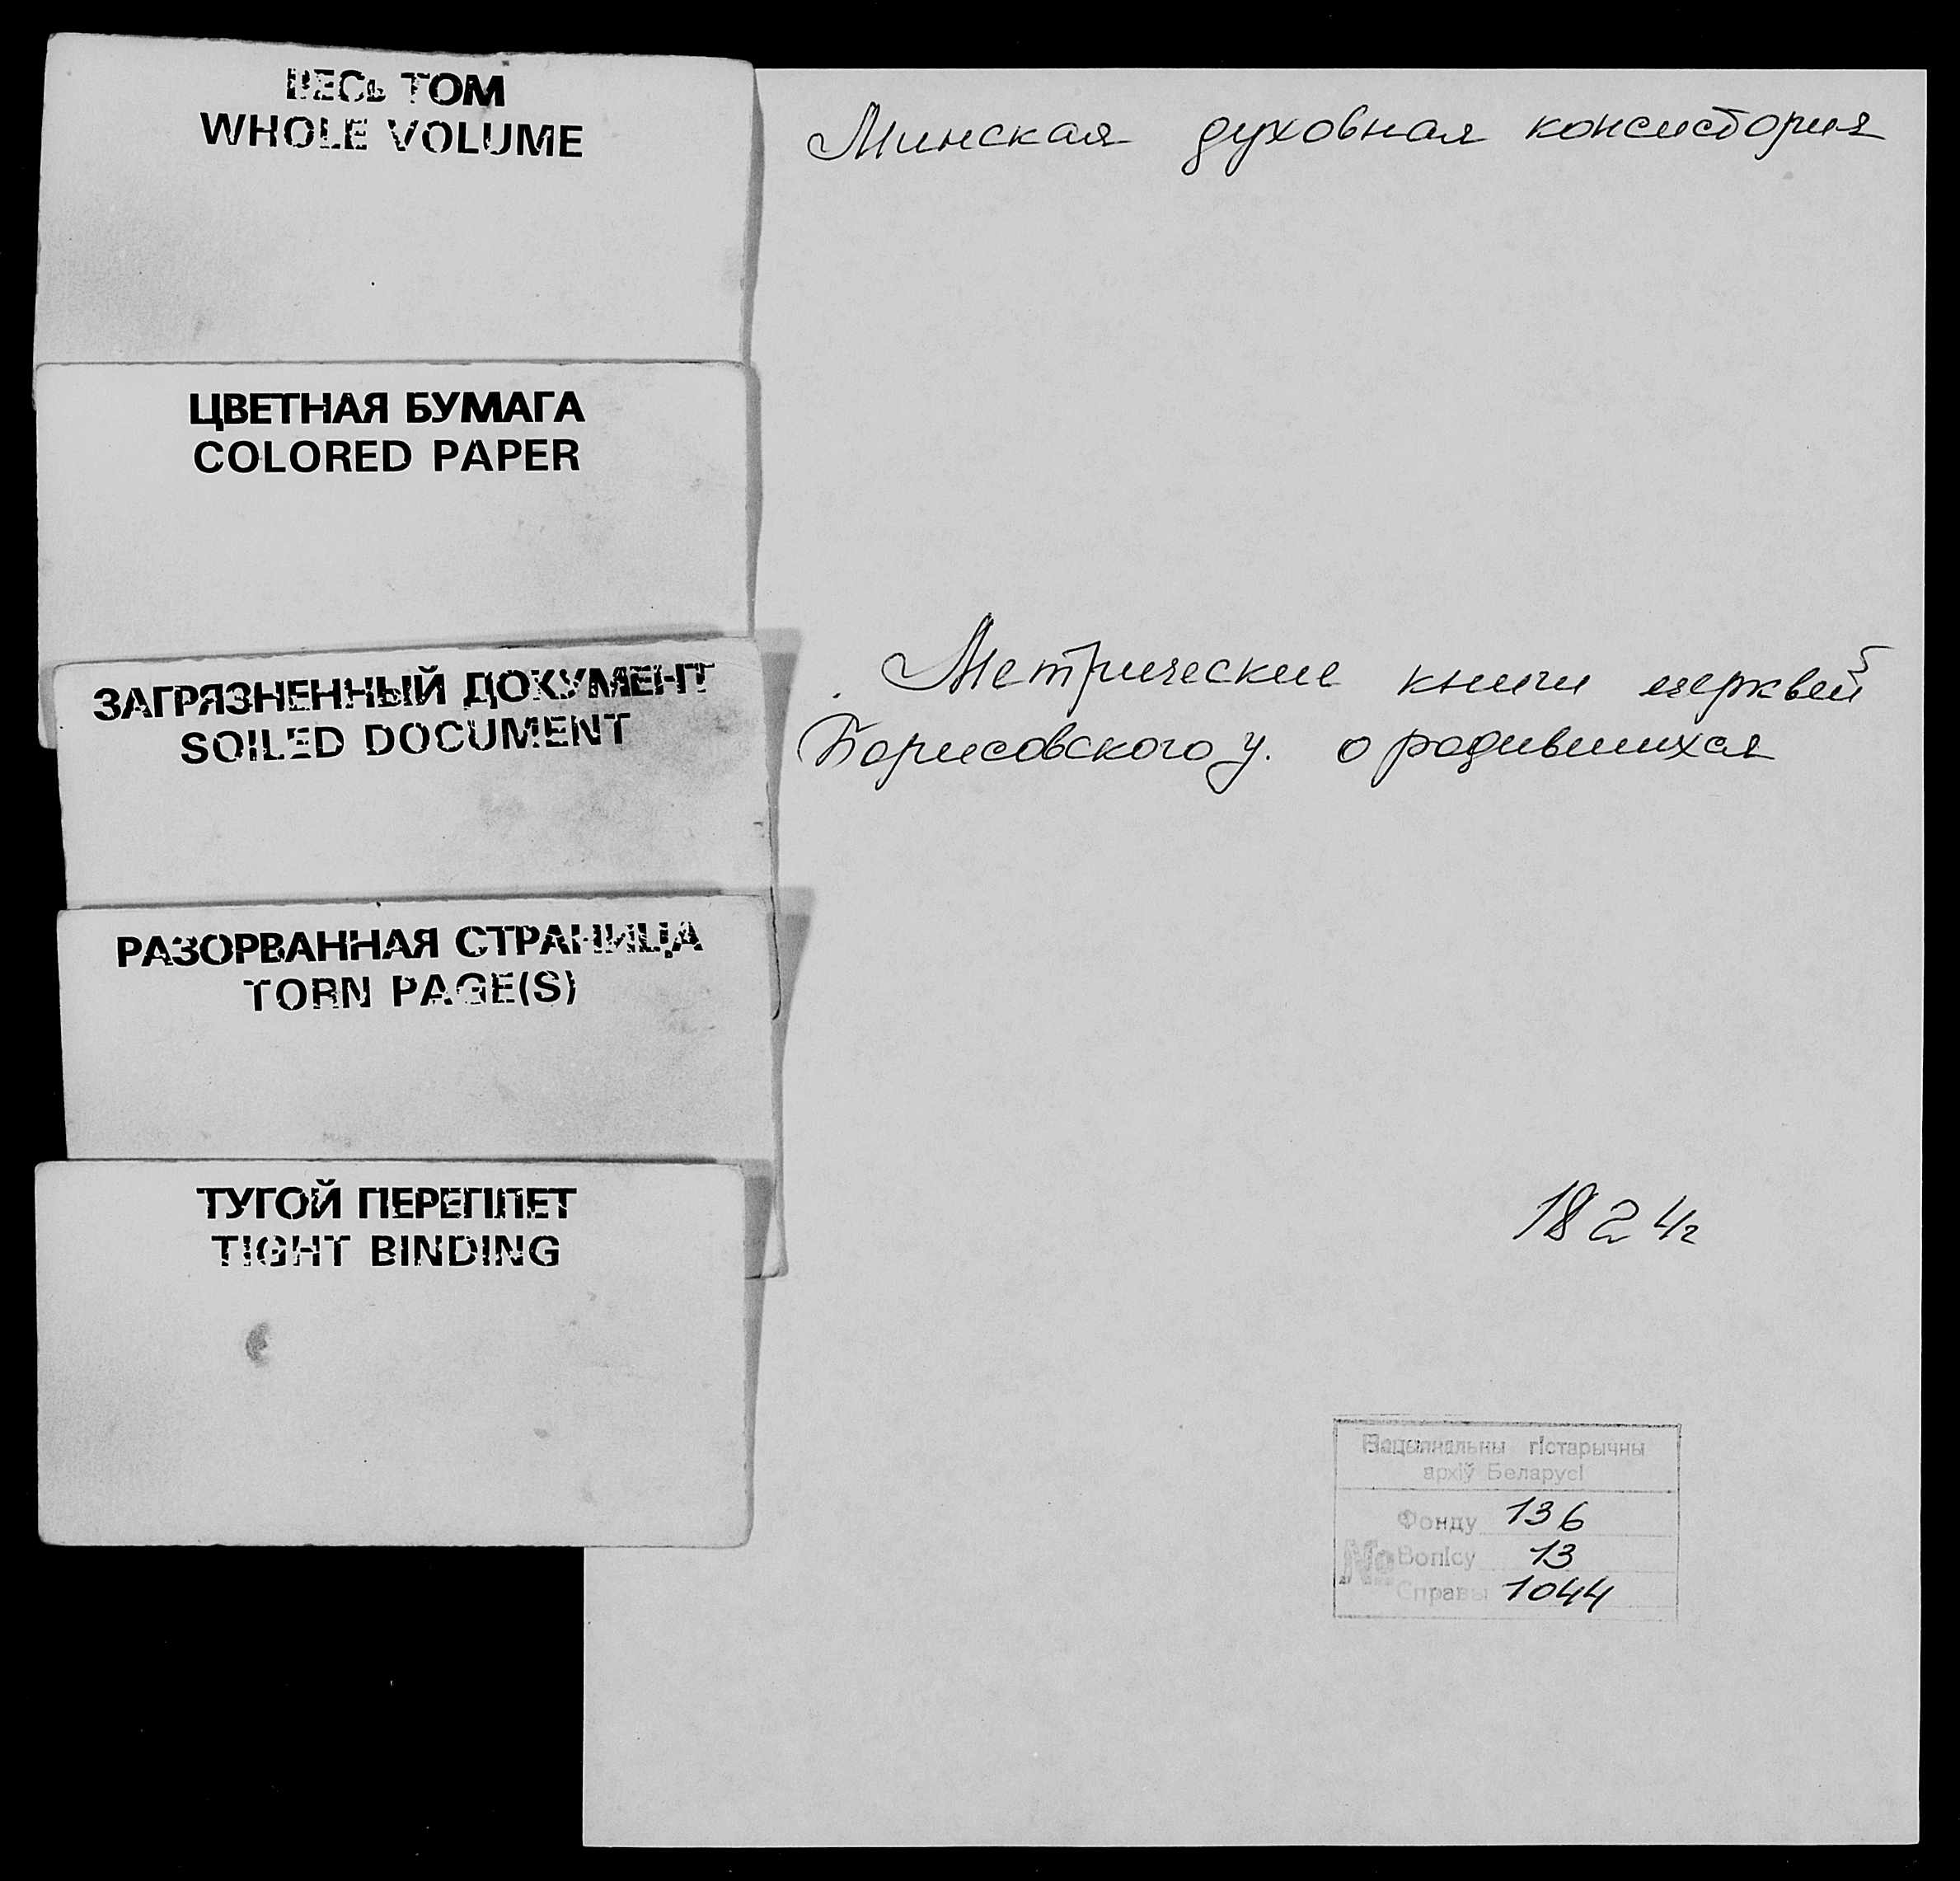 ВЕСЬ ТОМ
WHOLE VOLUME
ЦВЕТНАЯ БУМАГА
COLORED PAPER
ЗАГРЯЗНЕННЫЙ ДОКУМЕНТ
SOILED DOCUMENT
РАЗОРВАННАЯ СТРАНИЦА
TORN PAGE(S)
ТУГОЙ ПЕРЕПЛЕТ
TIGHT BINDING
Минская духовная консистория
Метрические книги церквей
Борисовского у. о родившихся
1824г
Нацыянальны гістарычны
архіў Беларусі
Фонду 136
№ Вопісу 13
Справы 1044